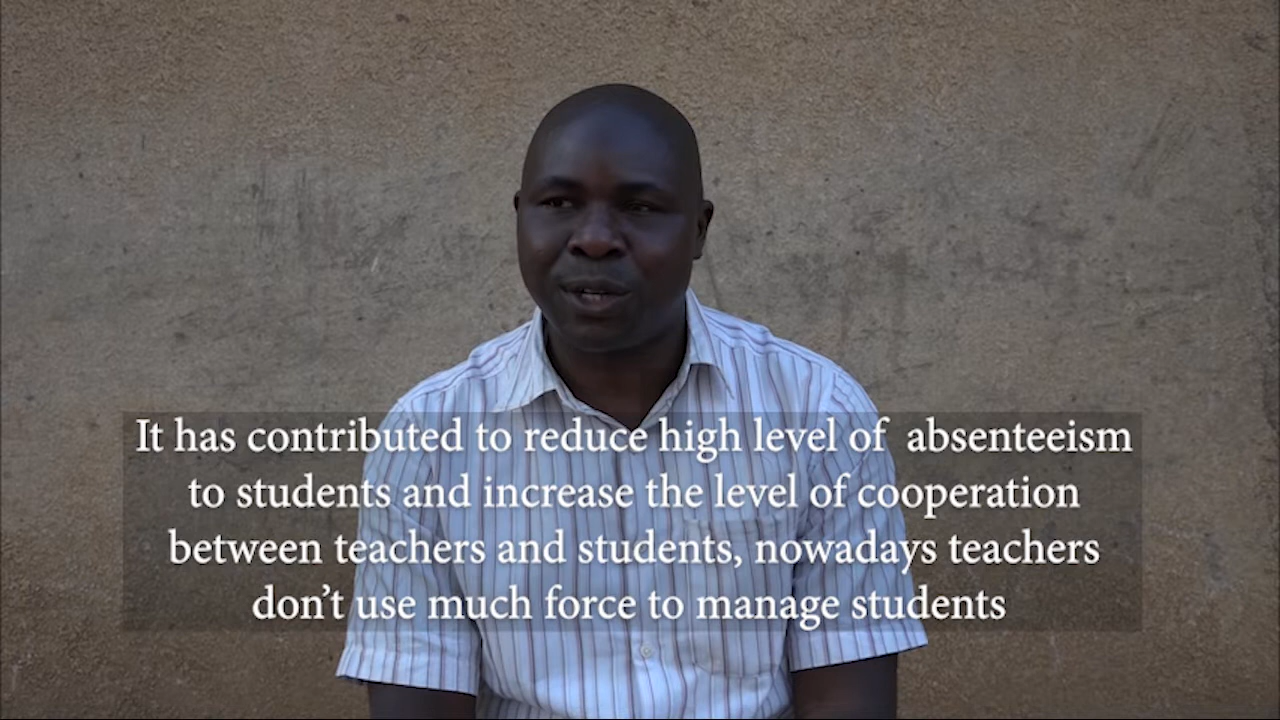 It has contributed to reduce high level of  absenteeism
to students and increase the level of cooperation
between teachers and students, nowadays teachers
don’t use much force to manage students